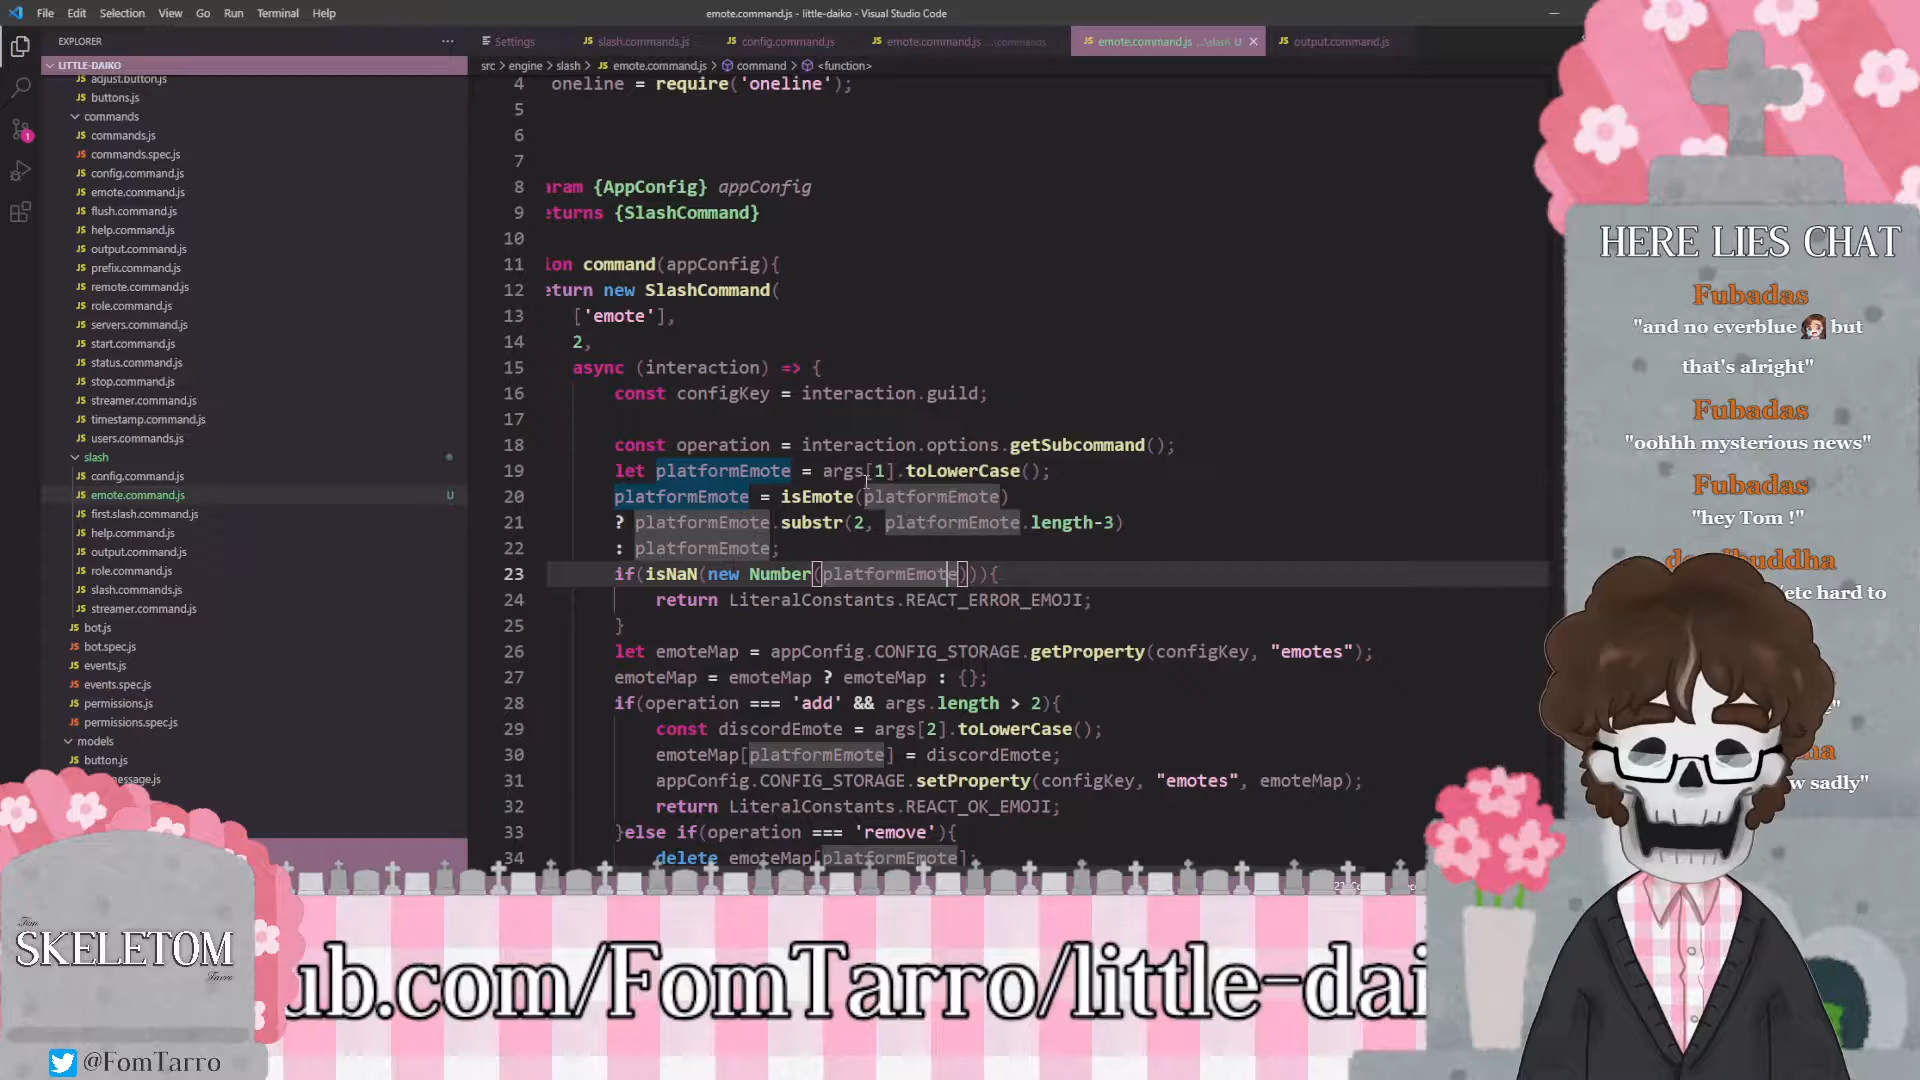 File Edit Selection View Go Run Terminal Help
emote.command.js - little-daiko - Visual Studio Code
EXPLORER
LITTLE-DAIKO
adjust.button.js
buttons.js
commands
commands.js
commands.spec.js
config.command.js
emote.command.js
flush.command.js
help.command.js
output.command.js
prefix.command.js
remote.command.js
role.command.js
servers.command.js
start.command.js
status.command.js
stop.command.js
streamer.command.js
timestamp.command.js
users.commands.js
slash
config.command.js
emote.command.js U
first.slash.command.js
help.command.js
output.command.js
role.command.js
slash.commands.js
streamer.command.js
bot.js
bot.spec.js
events.js
events.spec.js
permissions.js
permissions.spec.js
models
button.js
message.js
Settings slash.commands.js config.command.js emote.command.js ...\commands emote.command.js ...\slash U output.command.js
src > engine > slash > emote.command.js > command > <function>
4 oneline = require('oneline');
5
6
7
8 aram {AppConfig} appConfig
9 eturns {SlashCommand}
10
11 ion command(appConfig){
12 eturn new SlashCommand(
13 ['emote'],
14 2,
15 async (interaction) => {
16 const configKey = interaction.guild;
17
18 const operation = interaction.options.getSubcommand();
19 let platformEmote = args[1].toLowerCase();
20 platformEmote = isEmote(platformEmote)
21 ? platformEmote.substr(2, platformEmote.length-3)
22 : platformEmote;
23 if(isNaN(new Number(platformEmote))){
24 return LiteralConstants.REACT_ERROR_EMOJI;
25 }
26 let emoteMap = appConfig.CONFIG_STORAGE.getProperty(configKey, "emotes");
27 emoteMap = emoteMap ? emoteMap : {};
28 if(operation === 'add' && args.length > 2){
29 const discordEmote = args[2].toLowerCase();
30 emoteMap[platformEmote] = discordEmote;
31 appConfig.CONFIG_STORAGE.setProperty(configKey, "emotes", emoteMap);
32 return LiteralConstants.REACT_OK_EMOJI;
33 }else if(operation === 'remove'){
34 delete emoteMap[platformEmote];
HERE LIES CHAT
Fubadas
"and no everblue but
that's alright"
Fubadas
"oohhh mysterious news"
Fubadas
"hey Tom !"
etc hard to
w sadly"
Fom
SKELETOM
Tarro
@FomTarro
ub.com/FomTarro/little-dai